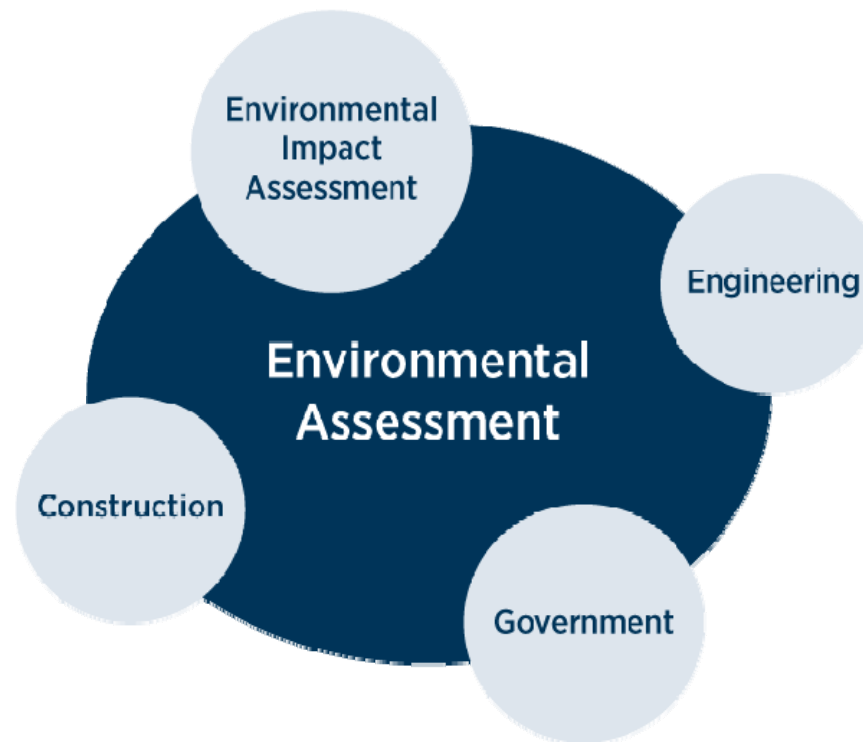 Environmental
Impact
Assessment
Engineering
Environmental
Assessment
Construction
Government